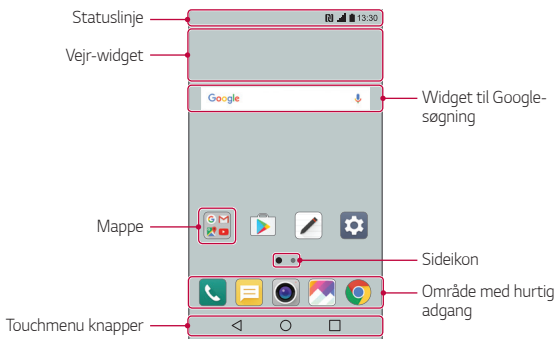 Statuslinje
13:30
Vejr-widget
Google
Widget til Google-
søgning
Mappe
Sideikon
Område med hurtig
adgang
Touchmenu knapper